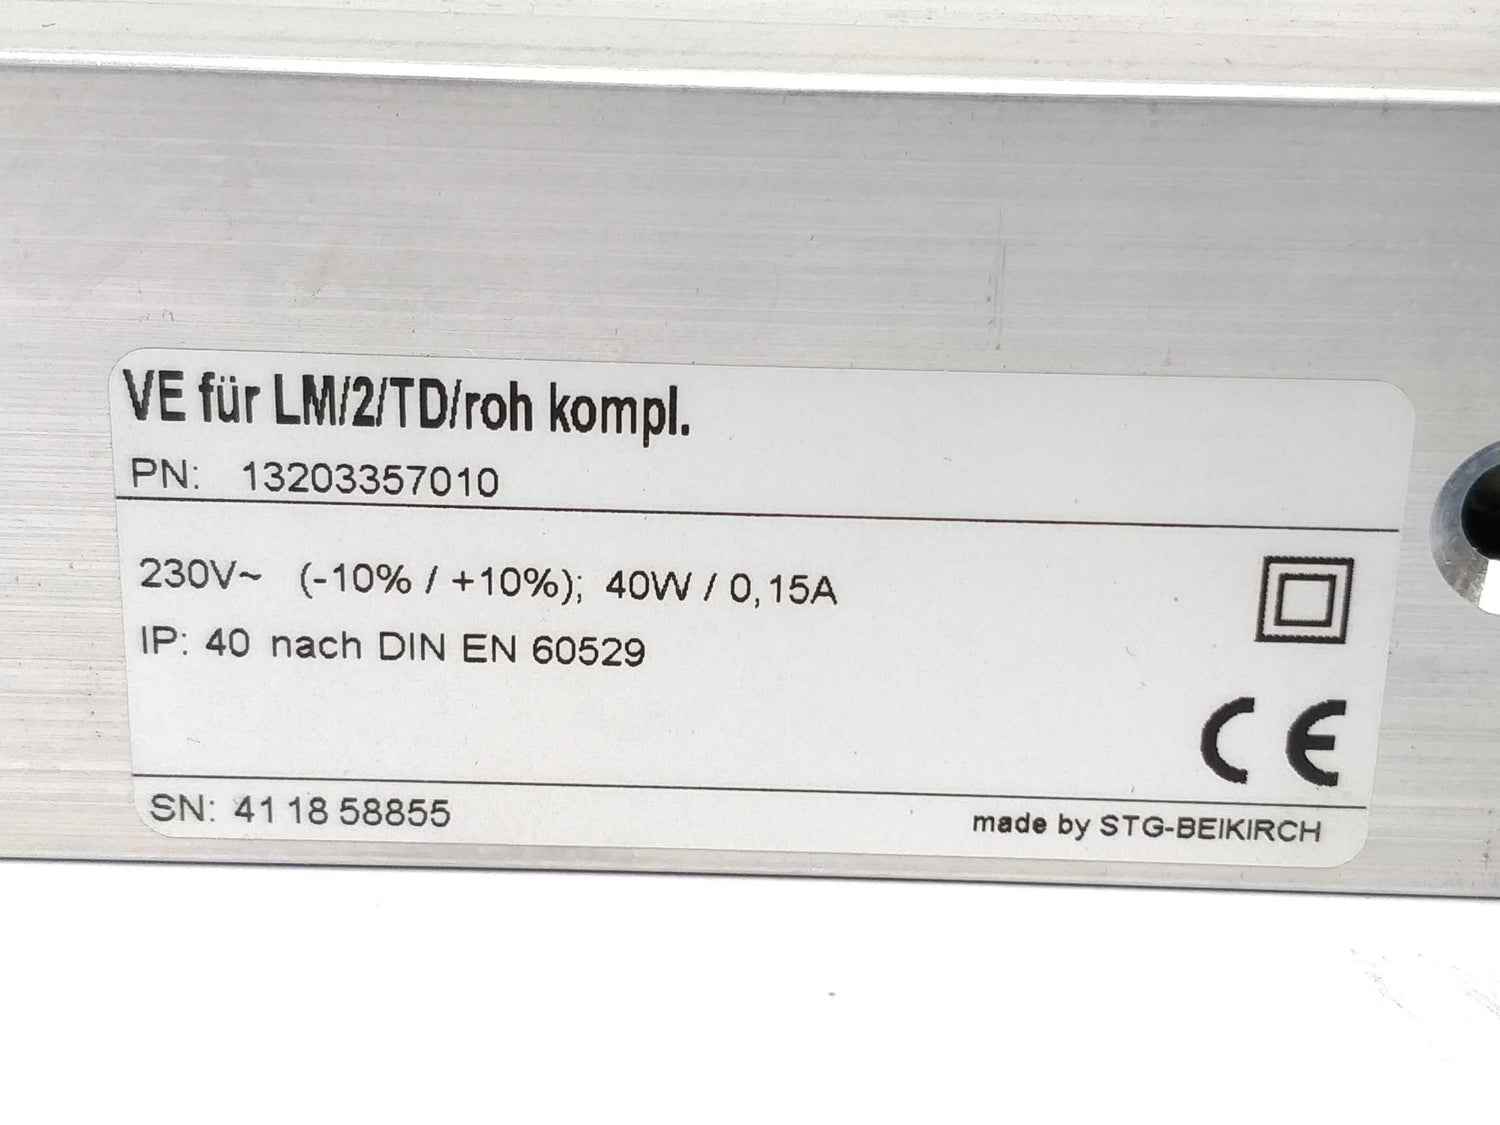 VE für LM/2/TD/roh kompl.
PN: 13203357010
230V~ (-10% / +10%); 40W / 0,15A
IP: 40 nach DIN EN 60529
CE
SN: 41 18 58855
made by STG-BEIKIRCH